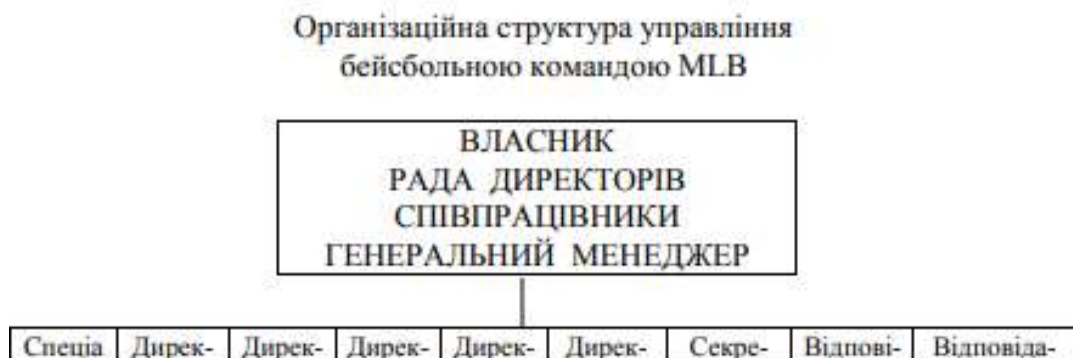 Організаційна структура управління
бейсбольною командою MLB
ВЛАСНИК
РАДА ДИРЕКТОРІВ
СПІВПРАЦІВНИКИ
ГЕНЕРАЛЬНИЙ МЕНЕДЖЕР
Спеціа Дирек- Дирек- Дирек- Дирек- Дирек- Секре- Відпові- Відповіда-